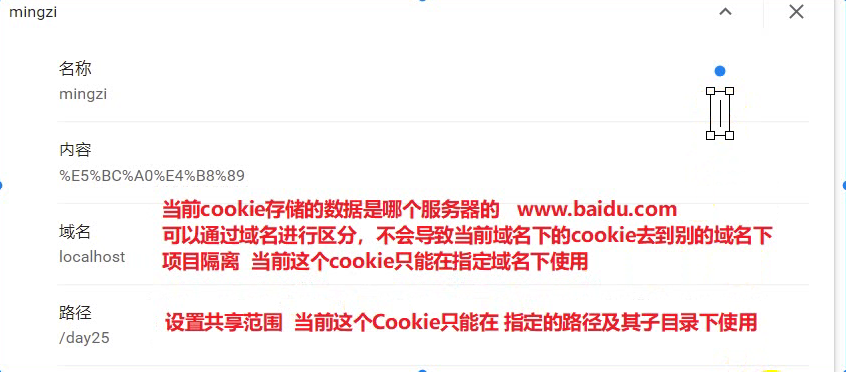 mingzi
名称
mingzi
内容
%E5%BC%A0%E4%B8%89
当前cookie存储的数据是哪个服务器的 www.baidu.com
域名
可以通过域名进行区分，不会导致当前域名下的cookie去到别的域名下
localhost
项目隔离 当前这个cookie只能在指定域名下使用
路径
/day25
设置共享范围 当前这个Cookie只能在 指定的路径及其子目录下使用